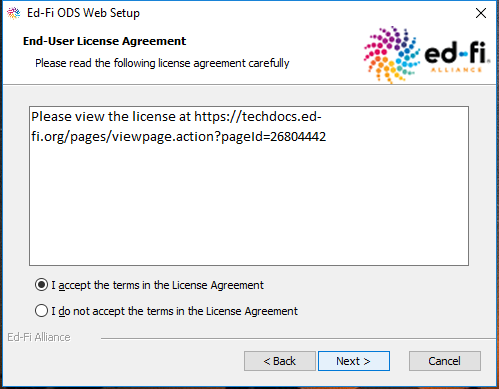 Ed-Fi ODS Web Setup
End-User License Agreement
Please read the following license agreement carefully
ed-fi
ALLIANCE
Please view the license at https://techdocs.ed-
fi.org/pages/viewpage.action?pageId=26804442
I accept the terms in the License Agreement
I do not accept the terms in the License Agreement
Ed-Fi Alliance
< Back
Next >
Cancel